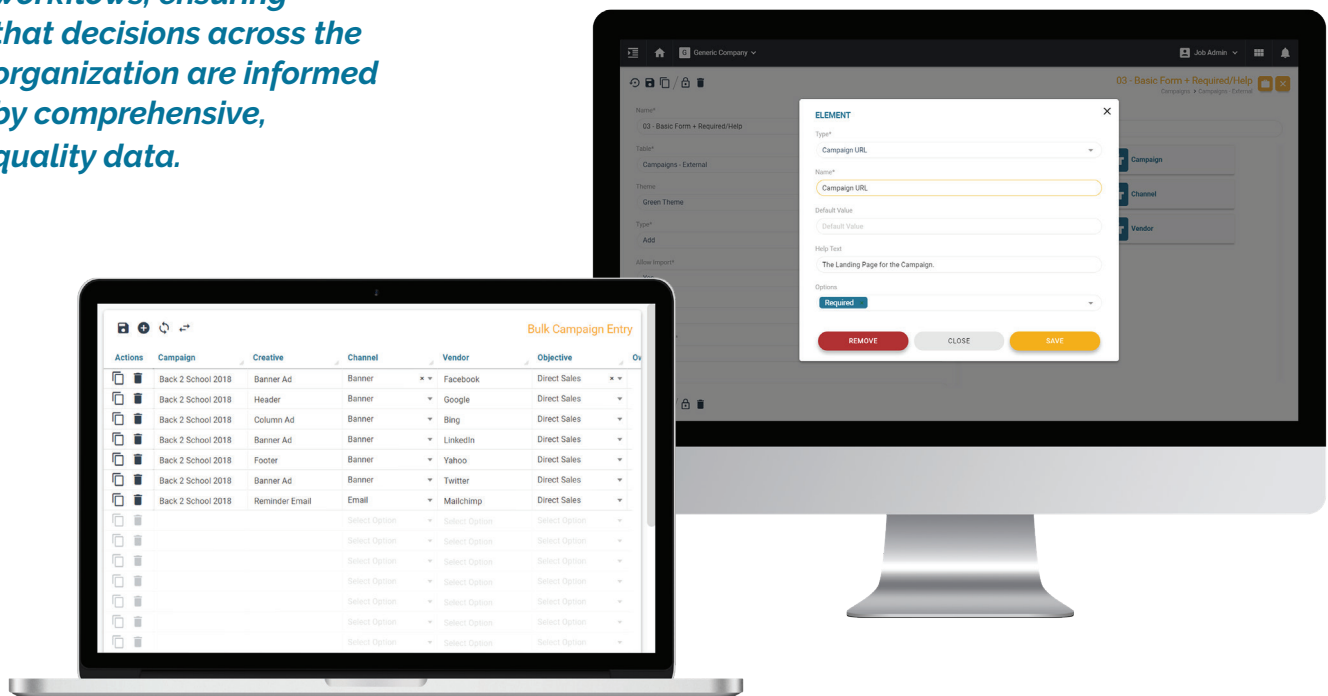 workflows, ensuring
that decisions across the
organization are informed
by comprehensive,
quality data.
Generic Company
Job Admin
03 - Basic Form + Required/Help
Campaigns Campaigns - External
Name*
03 - Basic Form + Required/Help
Table*
Campaigns - External
Theme
Green Theme
Type*
Add
Allow Import*
Campaign
Channel
Vendor
ELEMENT
Type*
Campaign URL
Name*
Campaign URL
Default Value
Default Value
Help Text
The Landing Page for the Campaign.
Options
Required
REMOVE CLOSE SAVE
Bulk Campaign Entry
Actions Campaign Creative Channel Vendor Objective
Back 2 School 2018 Banner Ad Banner Facebook Direct Sales
Back 2 School 2018 Header Banner Google Direct Sales
Back 2 School 2018 Column Ad Banner Bing Direct Sales
Back 2 School 2018 Banner Ad Banner LinkedIn Direct Sales
Back 2 School 2018 Footer Banner Yahoo Direct Sales
Back 2 School 2018 Banner Ad Banner Twitter Direct Sales
Back 2 School 2018 Reminder Email Email Mailchimp Direct Sales
Select Option Select Option Select Option
Select Option Select Option Select Option
Select Option Select Option Select Option
Select Option Select Option Select Option
Select Option Select Option Select Option
Select Option Select Option Select Option
Select Option Select Option Select Option